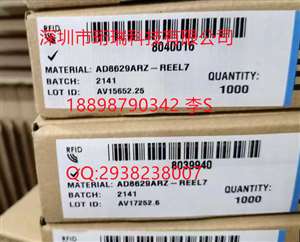 深圳市明瑞科技有限公司
8040016
RFID
✓
MATERIAL: AD8629ARZ-REEL7
BATCH: 2141
LOT ID: AV15652.25
QUANTITY:
1000
18898790342 李S
RFID
QQ:2938238007
8039940
✓
MATERIAL: AD8629ARZ-REEL7
BATCH: 2141
LOT ID: AV17252.6
QUANTITY:
1000